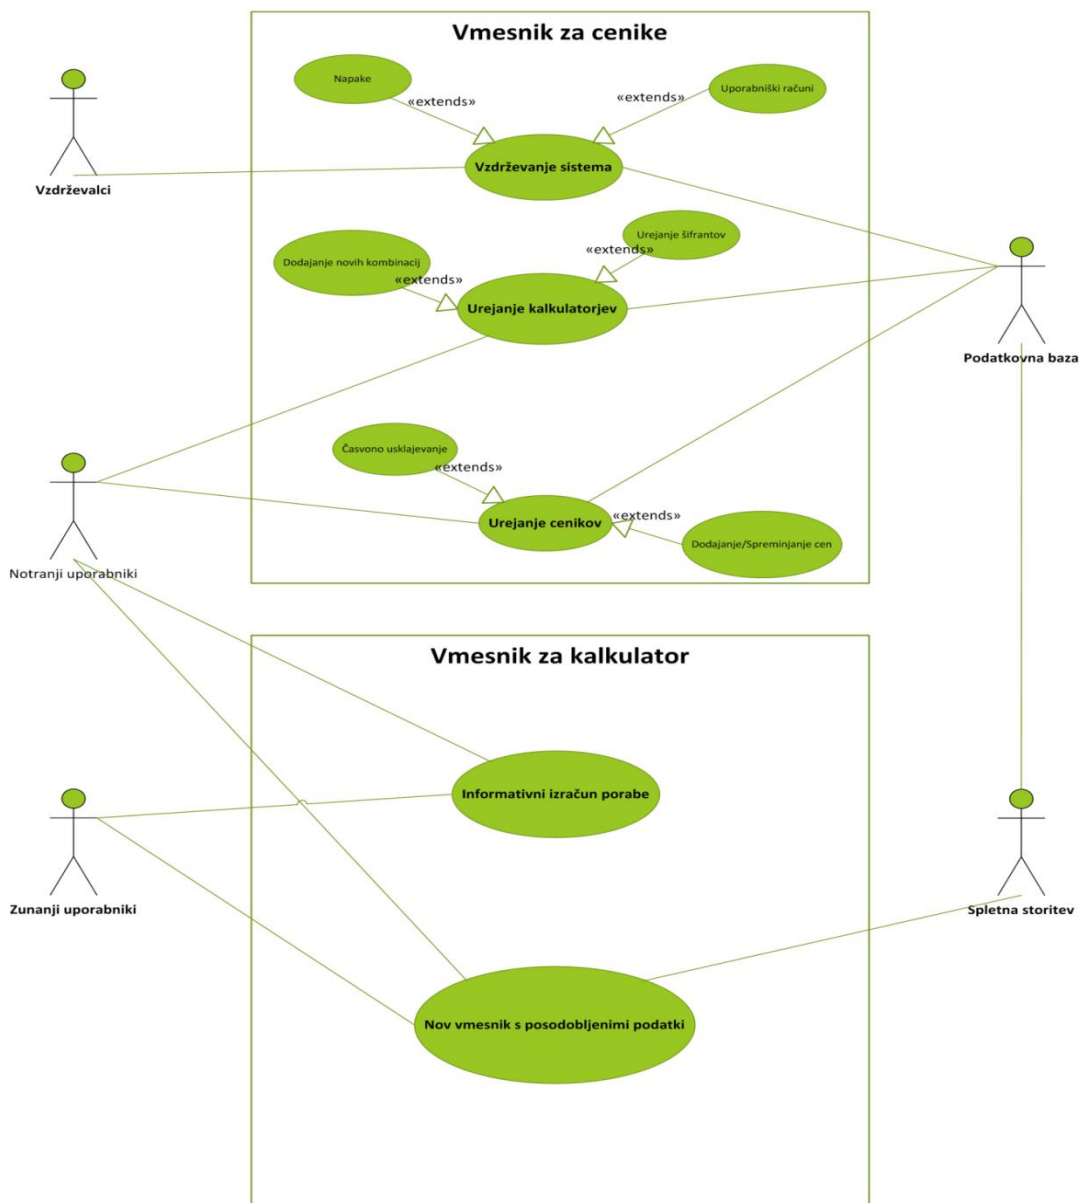 Vmesnik za cenike
Napake
Uporabniški računi
«extends»
«extends»
Vzdrževanje sistema
Vzdrževalci
Urejanje šifrantov
«extends»
Dodajanje novih kombinacij
«extends»
Urejanje kalkulatorjev
Podatkovna baza
Časvono usklajevanje
«extends»
Urejanje cenikov
«extends»
Dodajanje/Spreminjanje cen
Notranji uporabniki
Vmesnik za kalkulator
Informativni izračun porabe
Zunanji uporabniki
Spletna storitev
Nov vmesnik s posodobljenimi podatki